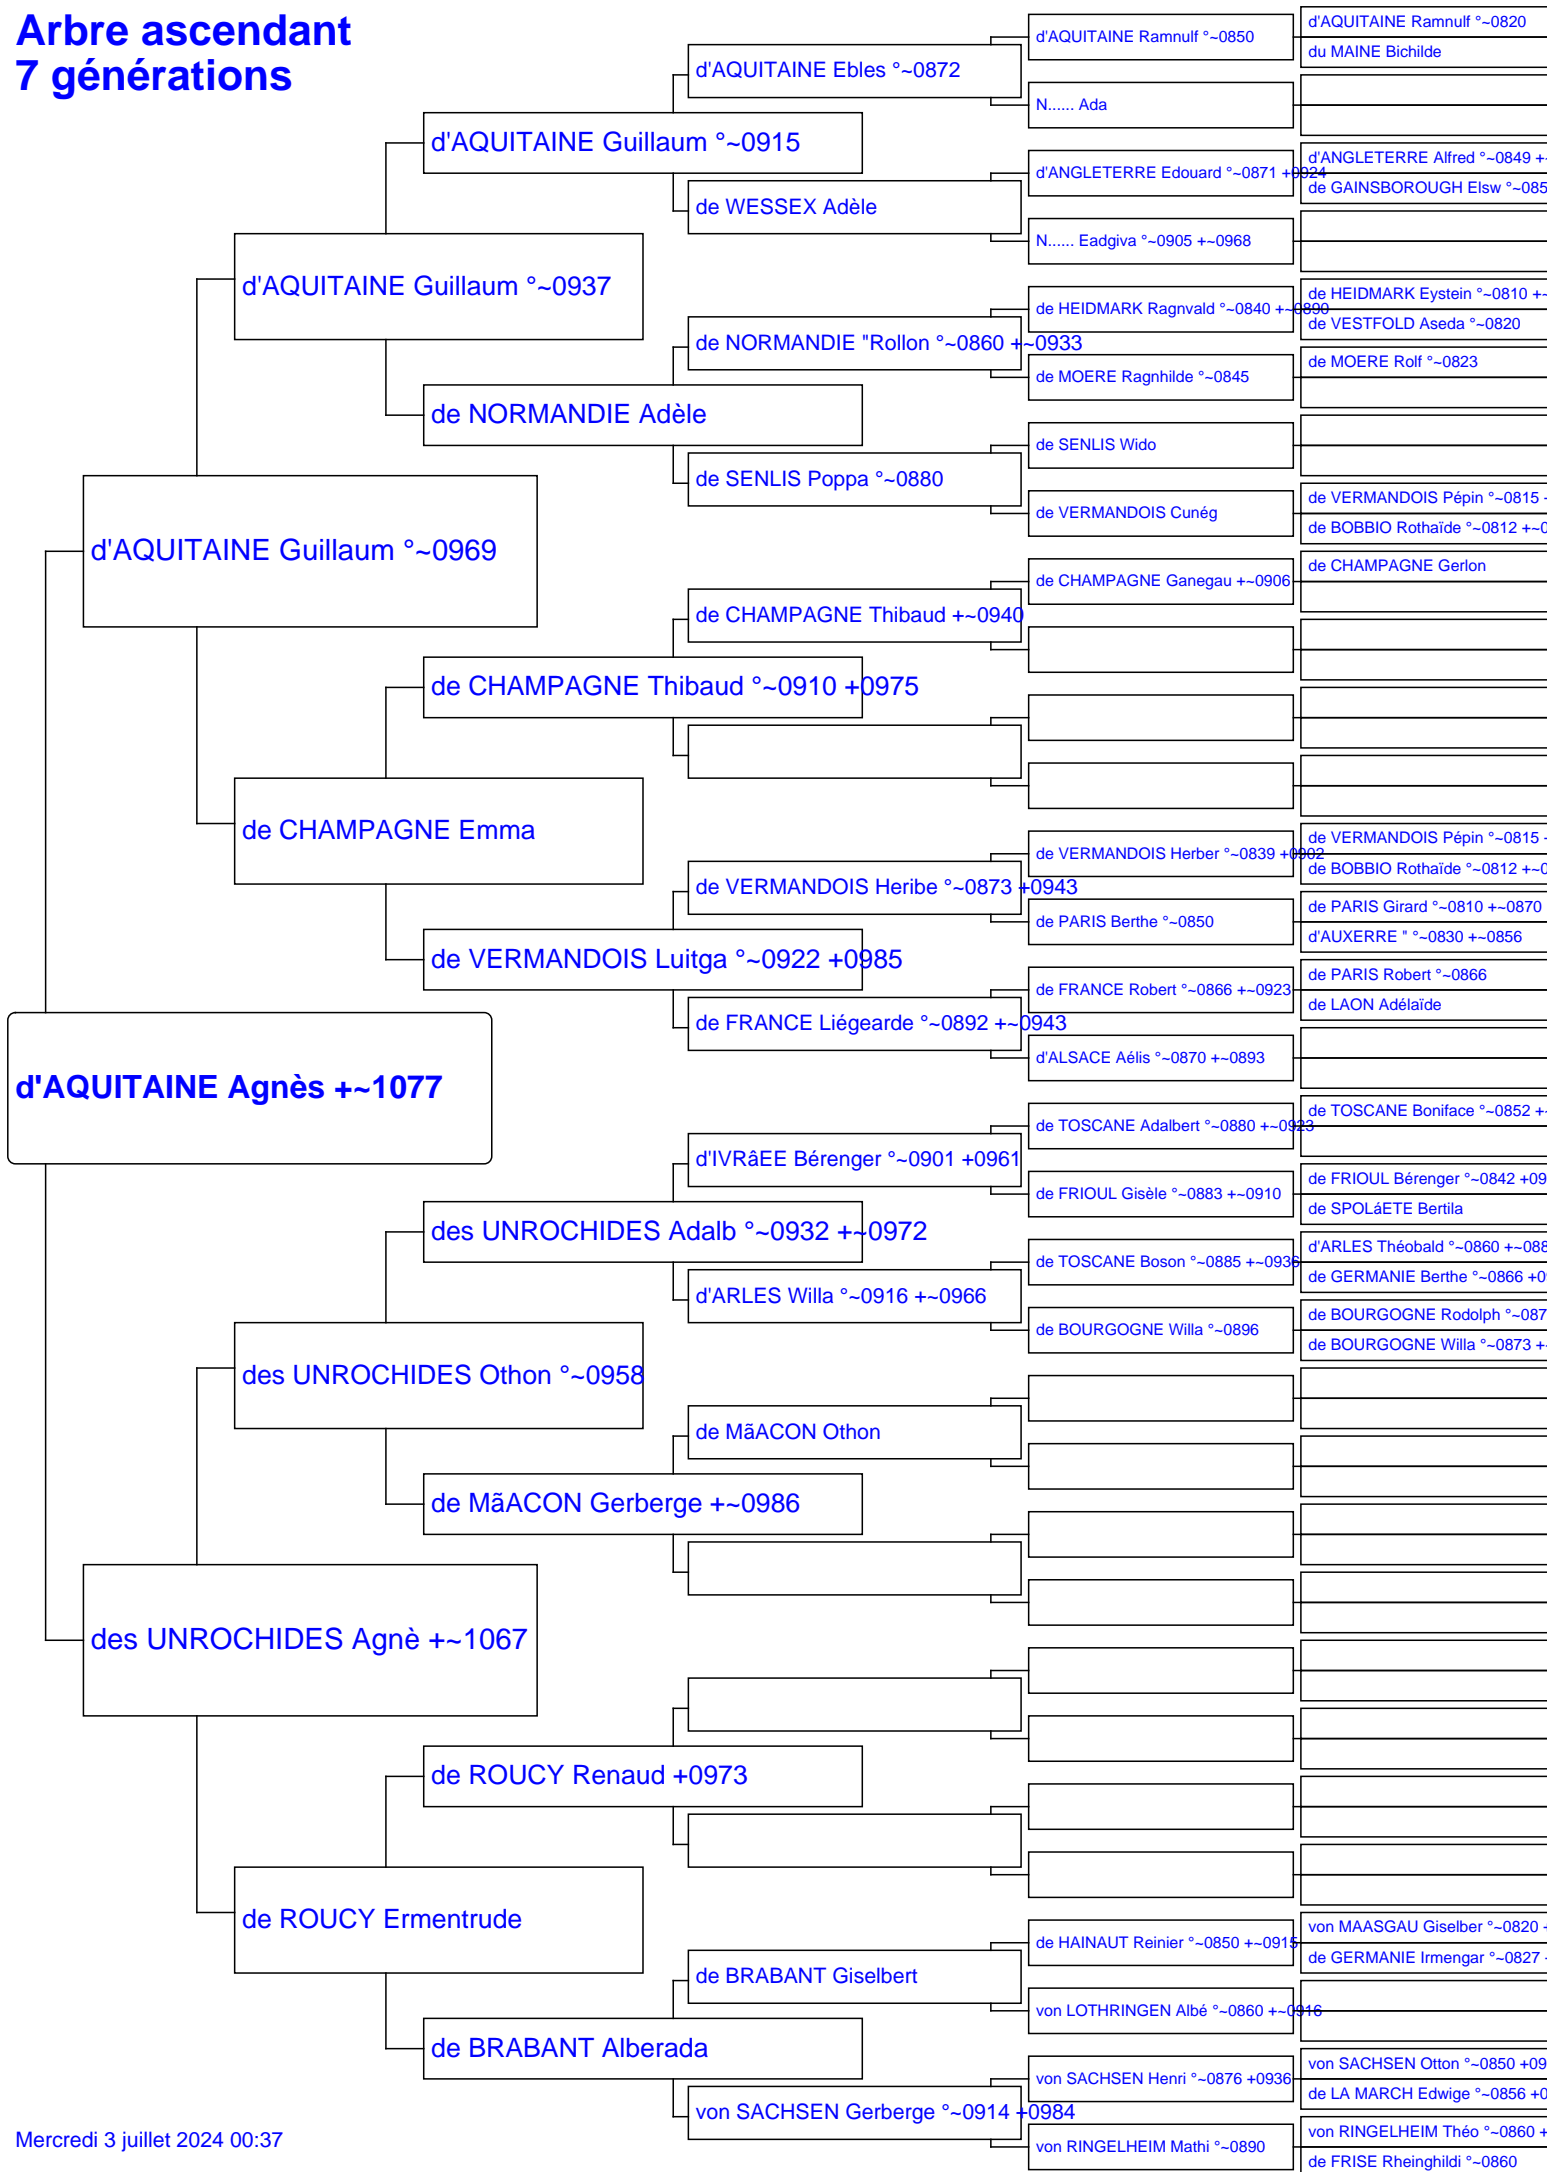 Arbre ascendant
7 générations
d'AQUITAINE Agnès +~1077
d'AQUITAINE Guillaum °~0969
des UNROCHIDES Agnè +~1067
d'AQUITAINE Guillaum °~0937
de CHAMPAGNE Emma
des UNROCHIDES Othon °~0958
de ROUCY Ermentrude
d'AQUITAINE Guillaum °~0915
de NORMANDIE Adèle
de CHAMPAGNE Thibaud °~0910 +0975
de VERMANDOIS Luitga °~0922 +0985
des UNROCHIDES Adalb °~0932 +~0972
de MãACON Gerberge +~0986
de ROUCY Renaud +0973
de BRABANT Alberada
d'AQUITAINE Ebles °~0872
de WESSEX Adèle
de NORMANDIE "Rollon °~0860 +~0933
de SENLIS Poppa °~0880
de CHAMPAGNE Thibaud +~0940
de VERMANDOIS Heribe °~0873 +0943
de FRANCE Liégearde °~0892 +~0943
d'IVRâEE Bérenger °~0901 +0961
d'ARLES Willa °~0916 +~0966
de MãACON Othon
de BRABANT Giselbert
von SACHSEN Gerberge °~0914 +0984
d'AQUITAINE Ramnulf °~0850
N...... Ada
d'ANGLETERRE Edouard °~0871 +0924
N...... Eadgiva °~0905 +~0968
de HEIDMARK Ragnvald °~0840 +~0890
de MOERE Ragnhilde °~0845
de SENLIS Wido
de VERMANDOIS Cunég
de CHAMPAGNE Ganegau +~0906
de VERMANDOIS Herber °~0839 +0902
de PARIS Berthe °~0850
de FRANCE Robert °~0866 +~0923
d'ALSACE Aélis °~0870 +~0893
de TOSCANE Adalbert °~0880 +~0923
de FRIOUL Gisèle °~0883 +~0910
de TOSCANE Boson °~0885 +~0936
de BOURGOGNE Willa °~0896
de HAINAUT Reinier °~0850 +~0915
von LOTHRINGEN Albé °~0860 +~0916
von SACHSEN Henri °~0876 +0936
von RINGELHEIM Mathi °~0890
d'AQUITAINE Ramnulf °~0820
du MAINE Bichilde
d'ANGLETERRE Alfred °~0849 +~
de GAINSBOROUGH Elsw °~085
de HEIDMARK Eystein °~0810 +~
de VESTFOLD Aseda °~0820
de MOERE Rolf °~0823
de VERMANDOIS Pépin °~0815 +
de BOBBIO Rothaïde °~0812 +~0
de CHAMPAGNE Gerlon
de VERMANDOIS Pépin °~0815 +
de BOBBIO Rothaïde °~0812 +~0
de PARIS Girard °~0810 +~0870
d'AUXERRE " °~0830 +~0856
de PARIS Robert °~0866
de LAON Adélaïde
de TOSCANE Boniface °~0852 +~
de FRIOUL Bérenger °~0842 +09
de SPOLáETE Bertila
d'ARLES Théobald °~0860 +~088
de GERMANIE Berthe °~0866 +0
de BOURGOGNE Rodolph °~087
de BOURGOGNE Willa °~0873 +~
von MAASGAU Giselber °~0820 +
de GERMANIE Irmengar °~0827 +
von SACHSEN Otton °~0850 +09
de LA MARCH Edwige °~0856 +0
von RINGELHEIM Théo °~0860 +
de FRISE Rheinghildi °~0860
Mercredi 3 juillet 2024 00:37